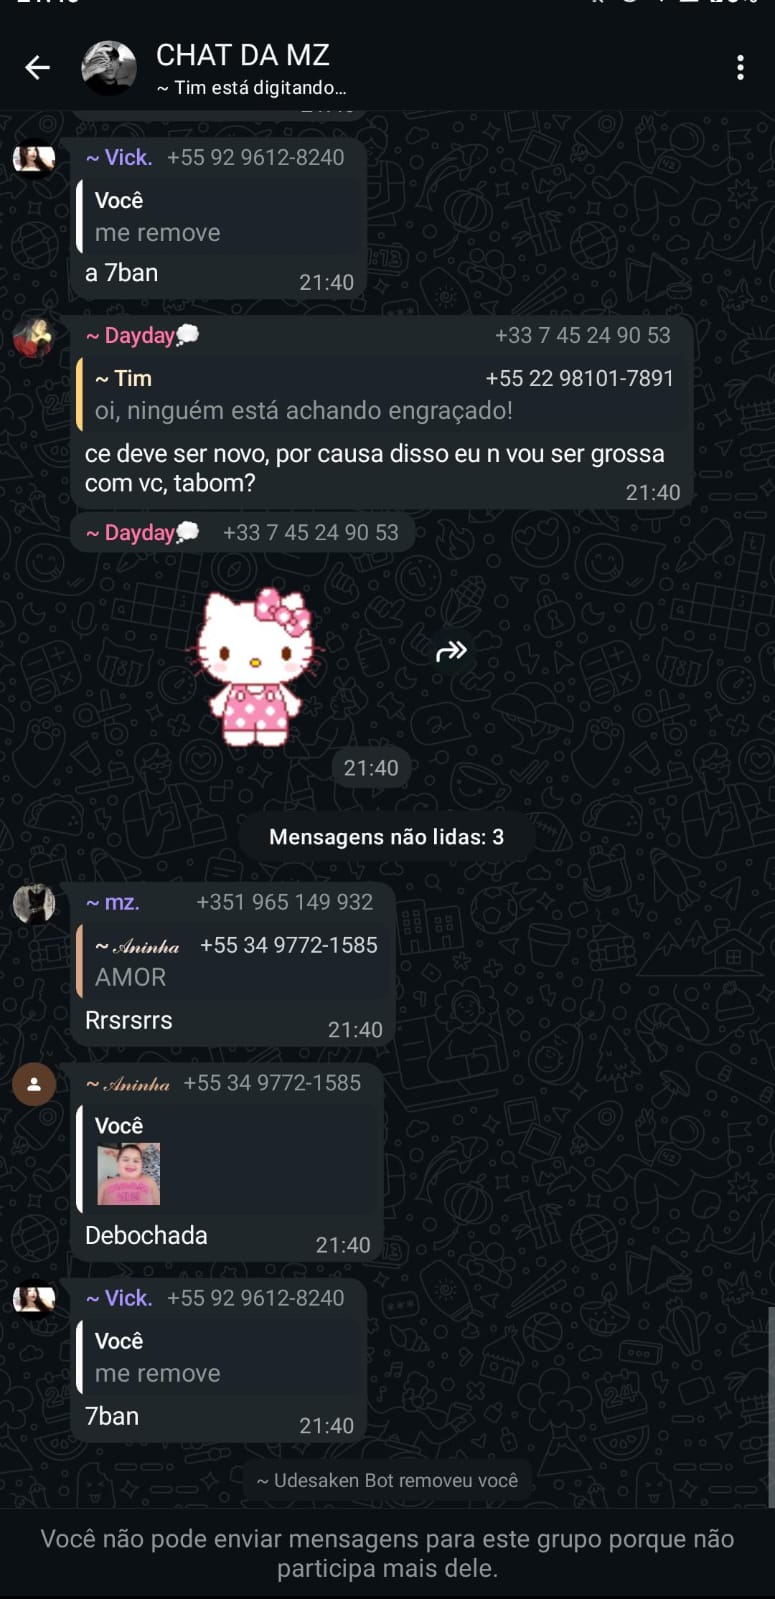 CHAT DA MZ
~ Tim está digitando...
~ Vick. +55 92 9612-8240
Você
me remove
a 7ban 21:40
~ Dayday💭 +33 7 45 24 90 53
~ Tim +55 22 98101-7891
oi, ninguém está achando engraçado!
ce deve ser novo, por causa disso eu n vou ser grossa
com vc, tabom? 21:40
~ Dayday💭 +33 7 45 24 90 53
21:40
Mensagens não lidas: 3
~ mz. +351 965 149 932
~ 𝒜𝓃𝒾𝓃𝒽𝒶 +55 34 9772-1585
AMOR
Rrsrsrrs 21:40
~ 𝒜𝓃𝒾𝓃𝒽𝒶 +55 34 9772-1585
Você
Debochada 21:40
~ Vick. +55 92 9612-8240
Você
me remove
7ban 21:40
~ Udesaken Bot removeu você
Você não pode enviar mensagens para este grupo porque não
participa mais dele.